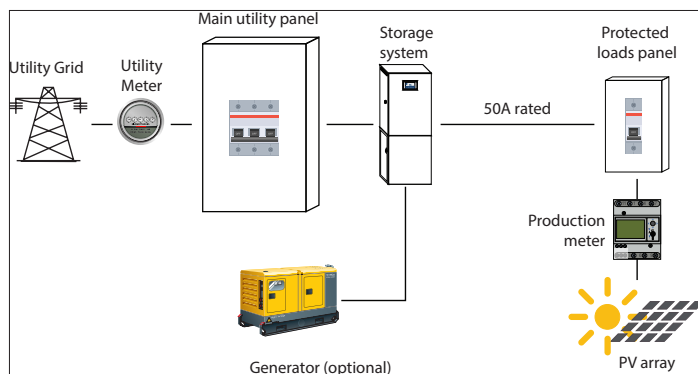 Main utility panel
Storage
system
Protected
loads panel
Utility Grid
Utility
Meter
50A rated
Production
meter
Generator (optional)
PV array